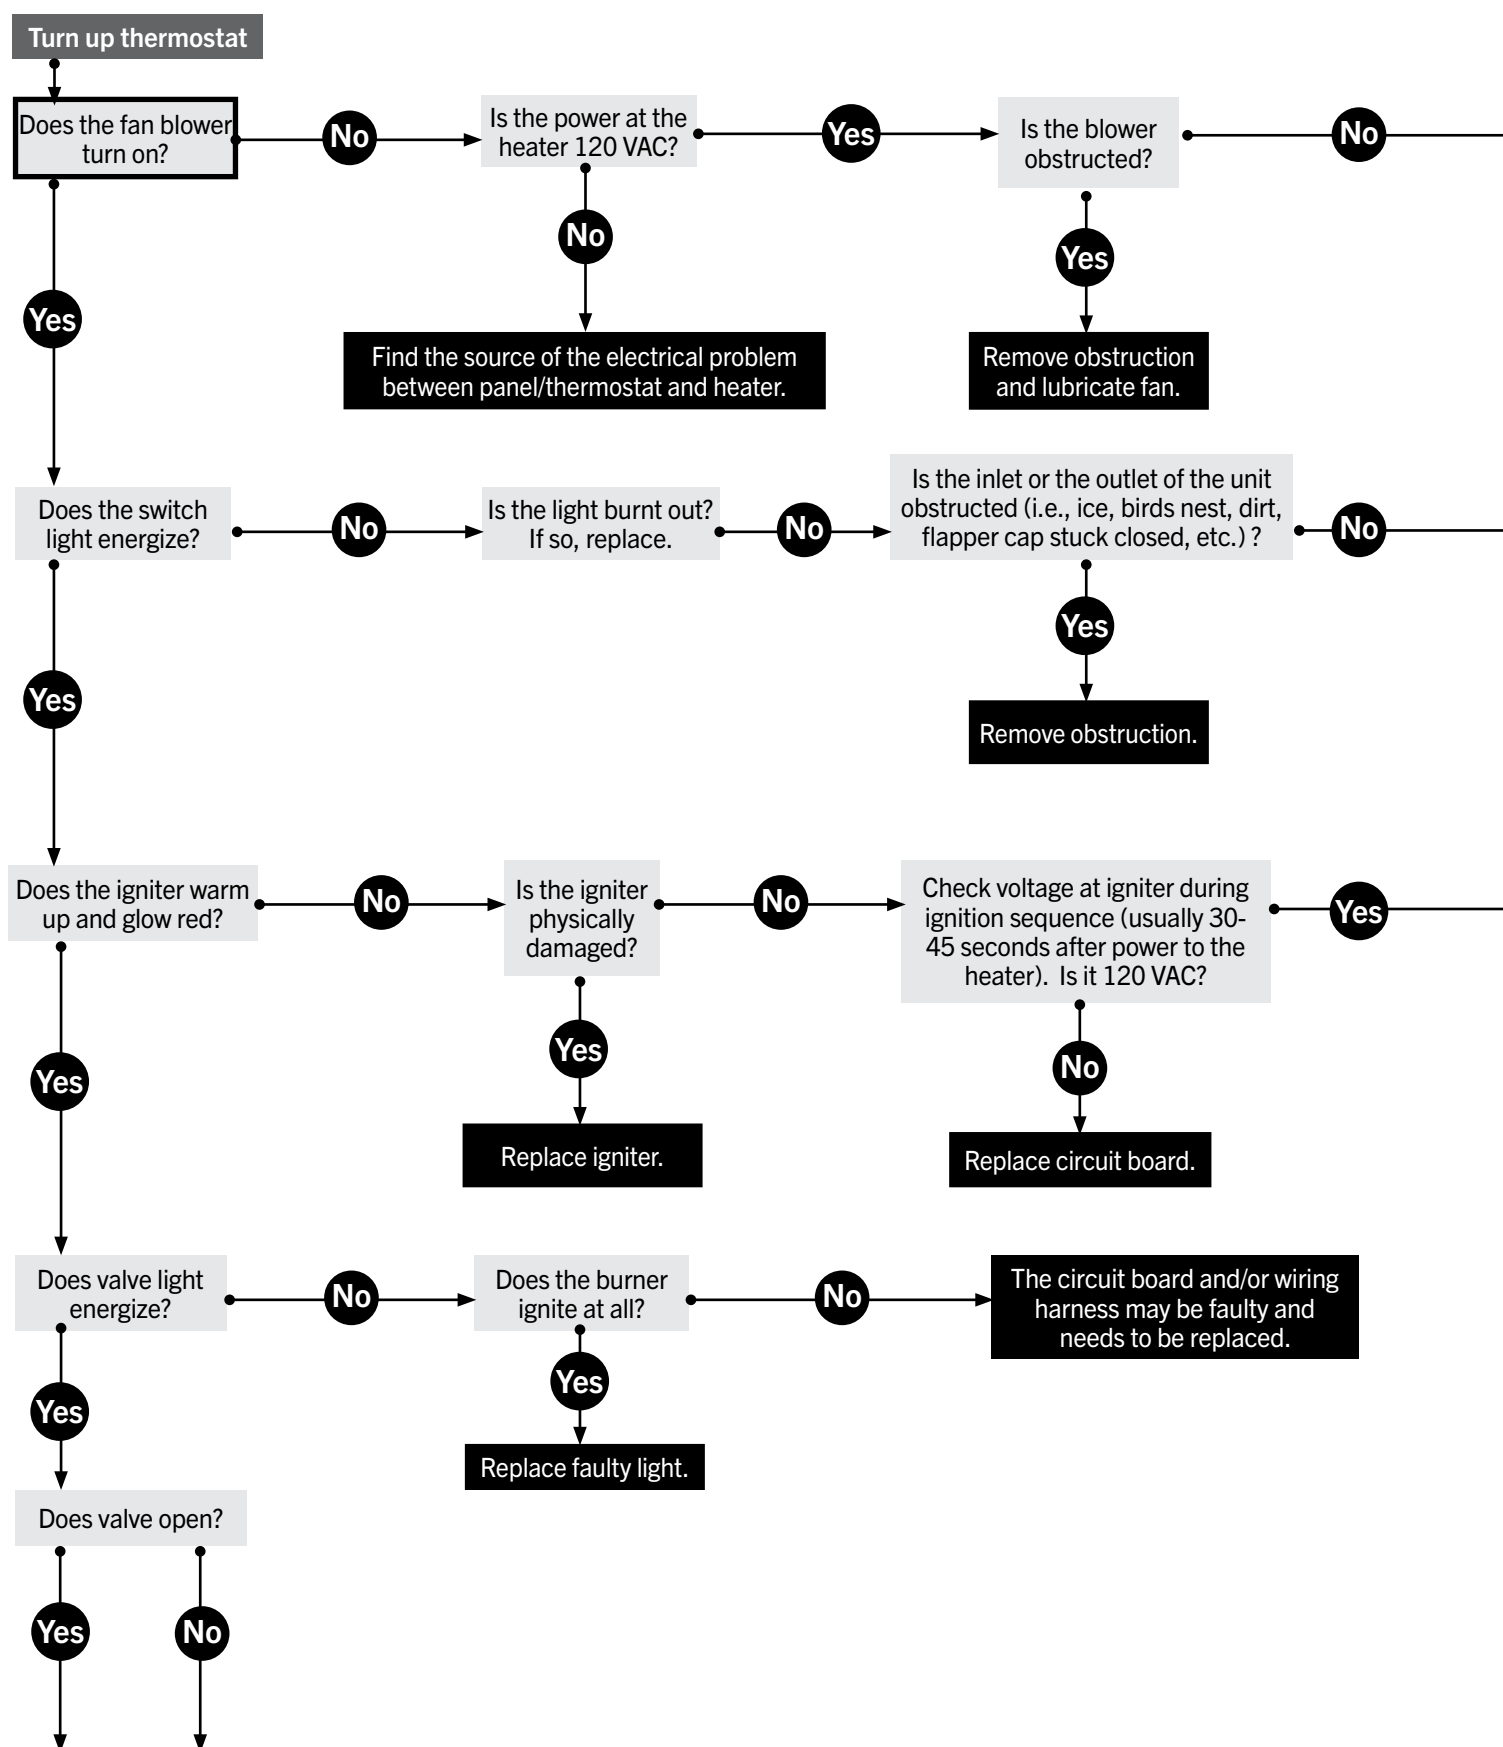 Turn up thermostat
Does the fan blower
turn on?
No
Is the power at the
heater 120 VAC?
Yes
Is the blower
obstructed?
No
No
Yes
Yes
Find the source of the electrical problem
between panel/thermostat and heater.
Remove obstruction
and lubricate fan.
Does the switch
light energize?
No
Is the light burnt out?
If so, replace.
No
Is the inlet or the outlet of the unit
obstructed (i.e., ice, birds nest, dirt,
flapper cap stuck closed, etc.) ?
No
Yes
Yes
Remove obstruction.
Does the igniter warm
up and glow red?
No
Is the igniter
physically
damaged?
No
Check voltage at igniter during
ignition sequence (usually 30-
45 seconds after power to the
heater).  Is it 120 VAC?
Yes
Yes
Yes
No
Replace igniter.
Replace circuit board.
Does valve light
energize?
No
Does the burner
ignite at all?
No
The circuit board and/or wiring
harness may be faulty and
needs to be replaced.
Yes
Yes
Replace faulty light.
Does valve open?
Yes
No